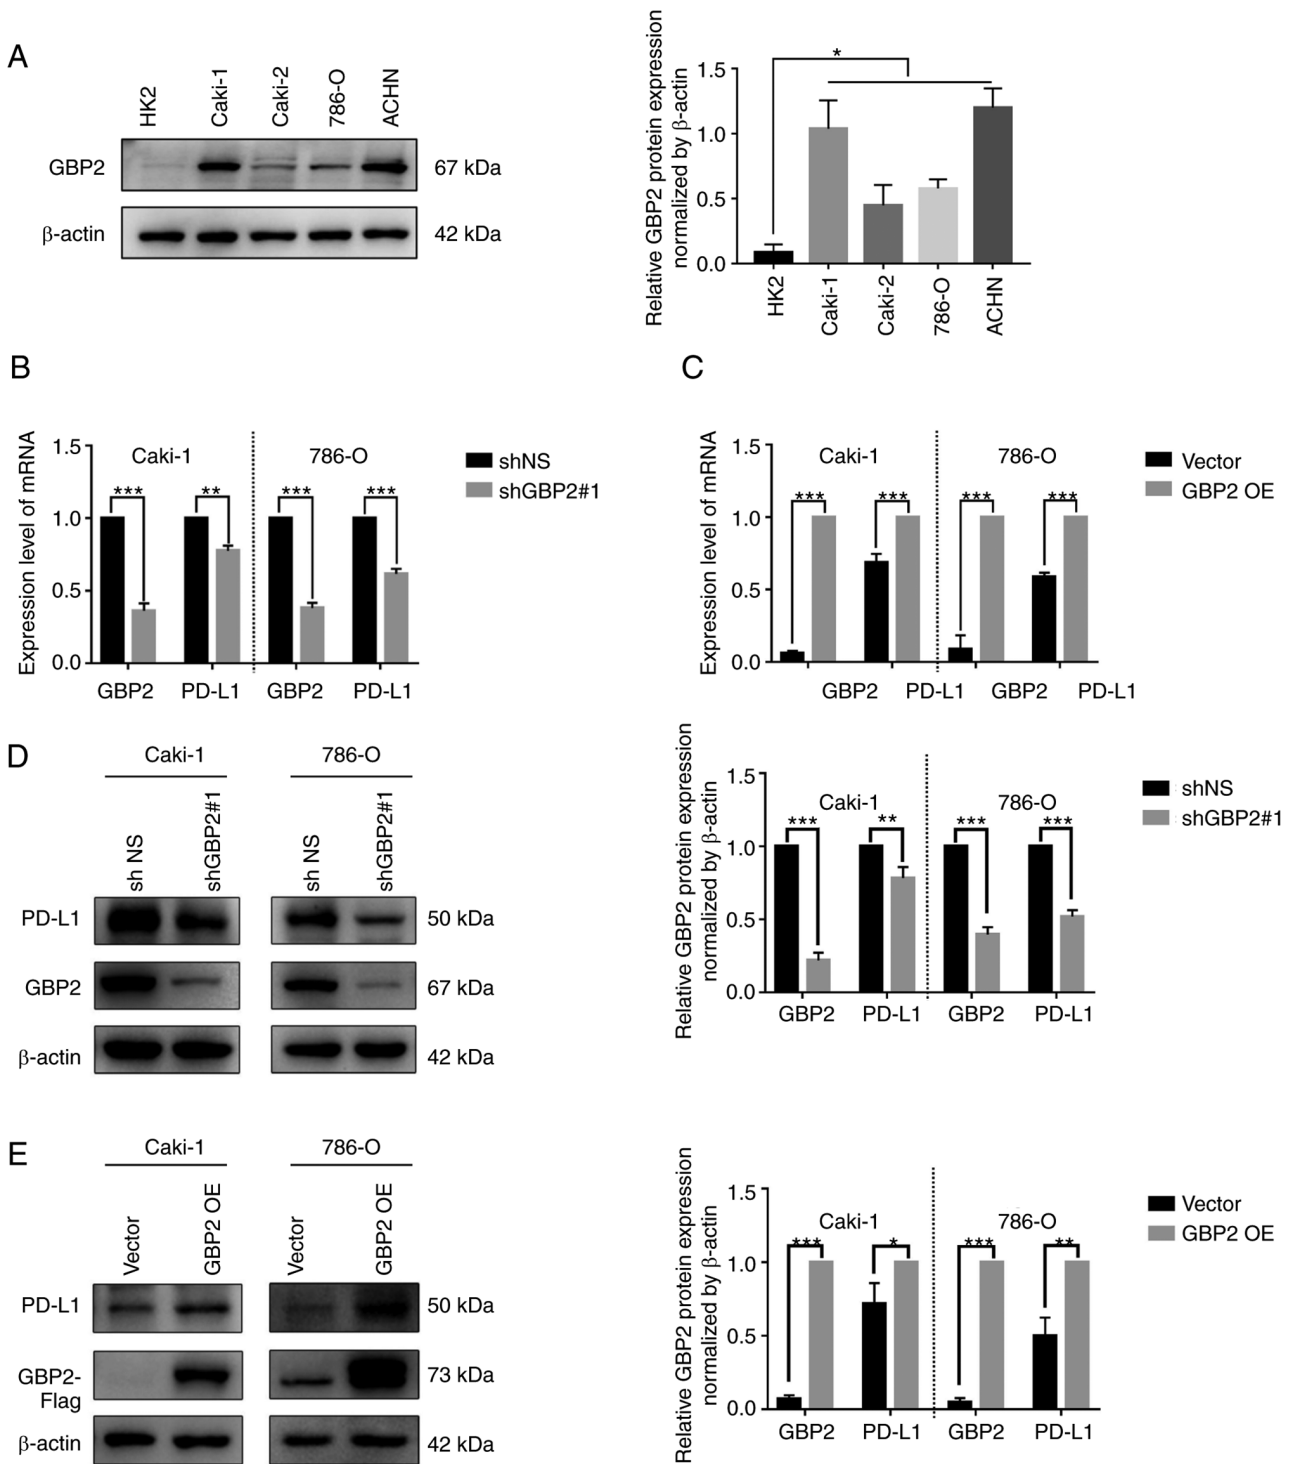 A
HK2
Caki-1
Caki-2
786-O
ACHN
GBP2
67 kDa
β-actin
42 kDa
Relative GBP2 protein expression
normalized by β-actin
1.5
1.0
0.5
0.0
*
HK2
Caki-1
Caki-2
786-O
ACHN
B
Expression level of mRNA
1.5
1.0
0.5
0.0
Caki-1
786-O
***
**
***
***
GBP2
PD-L1
GBP2
PD-L1
shNS
shGBP2#1
C
Expression level of mRNA
1.5
1.0
0.5
0.0
Caki-1
786-O
***
***
***
***
GBP2
PD-L1
GBP2
PD-L1
Vector
GBP2 OE
D
Caki-1
786-O
sh NS
shGBP2#1
sh NS
shGBP2#1
PD-L1
50 kDa
GBP2
67 kDa
β-actin
42 kDa
Relative GBP2 protein expression
normalized by β-actin
1.5
1.0
0.5
0.0
Caki-1
786-O
***
**
***
***
GBP2
PD-L1
GBP2
PD-L1
shNS
shGBP2#1
E
Caki-1
786-O
Vector
GBP2 OE
Vector
GBP2 OE
PD-L1
50 kDa
GBP2-
Flag
73 kDa
β-actin
42 kDa
Relative GBP2 protein expression
normalized by β-actin
1.5
1.0
0.5
0.0
Caki-1
786-O
***
*
***
**
GBP2
PD-L1
GBP2
PD-L1
Vector
GBP2 OE